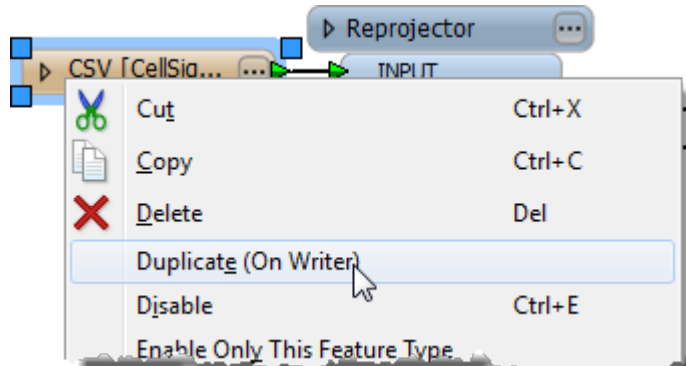 Reprojector
CSV [CellSig...
INPUT
Cut Ctrl+X
Copy Ctrl+C
Delete Del
Duplicate (On Writer)
Disable Ctrl+E
Enable Only This Feature Type